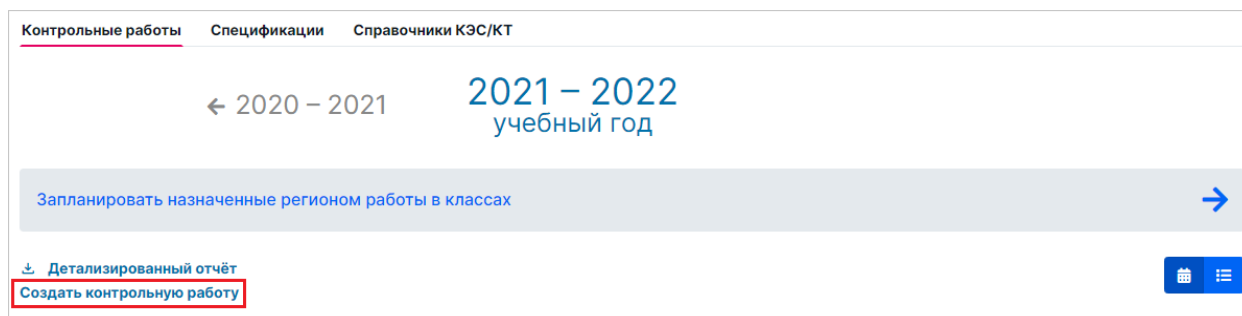 Контрольные работы Спецификации Справочники КЭС/КТ
← 2020 – 2021 2021 – 2022
учебный год
Запланировать назначенные регионом работы в классах
Детализированный отчёт
Создать контрольную работу